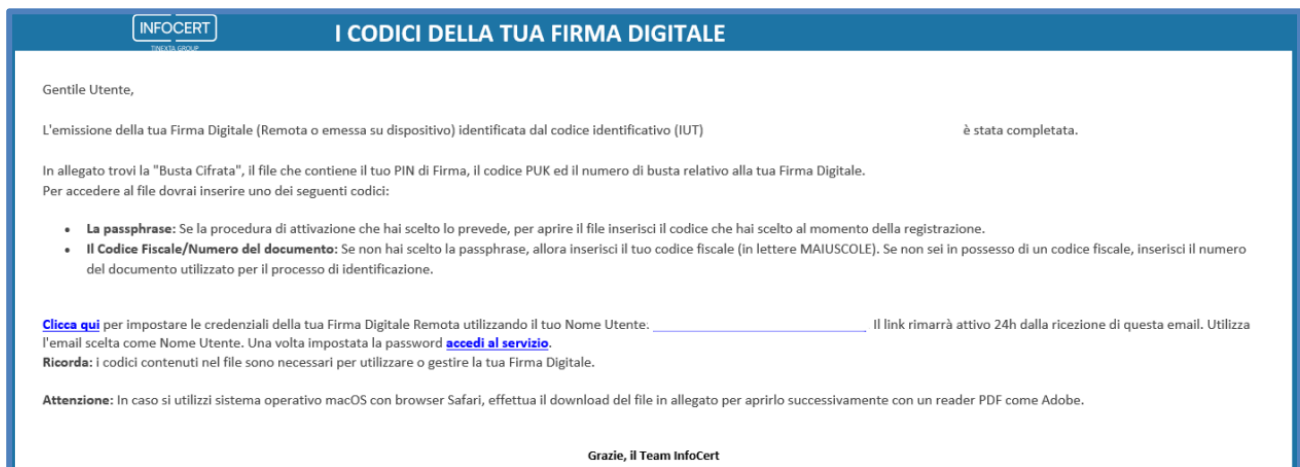 INFOCERT
TINEXTA GROUP
I CODICI DELLA TUA FIRMA DIGITALE
Gentile Utente,
L'emissione della tua Firma Digitale (Remota o emessa su dispositivo) identificata dal codice identificativo (IUT) è stata completata.
In allegato trovi la "Busta Cifrata", il file che contiene il tuo PIN di Firma, il codice PUK ed il numero di busta relativo alla tua Firma Digitale.
Per accedere al file dovrai inserire uno dei seguenti codici:
• La passphrase: Se la procedura di attivazione che hai scelto lo prevede, per aprire il file inserisci il codice che hai scelto al momento della registrazione.
• Il Codice Fiscale/Numero del documento: Se non hai scelto la passphrase, allora inserisci il tuo codice fiscale (in lettere MAIUSCOLE). Se non sei in possesso di un codice fiscale, inserisci il numero
del documento utilizzato per il processo di identificazione.
Clicca qui per impostare le credenziali della tua Firma Digitale Remota utilizzando il tuo Nome Utente. Il link rimarrà attivo 24h dalla ricezione di questa email. Utilizza
l'email scelta come Nome Utente. Una volta impostata la password accedi al servizio.
Ricorda: i codici contenuti nel file sono necessari per utilizzare o gestire la tua Firma Digitale.
Attenzione: In caso si utilizzi sistema operativo macOS con browser Safari, effettua il download del file in allegato per aprirlo successivamente con un reader PDF come Adobe.
Grazie, il Team InfoCert